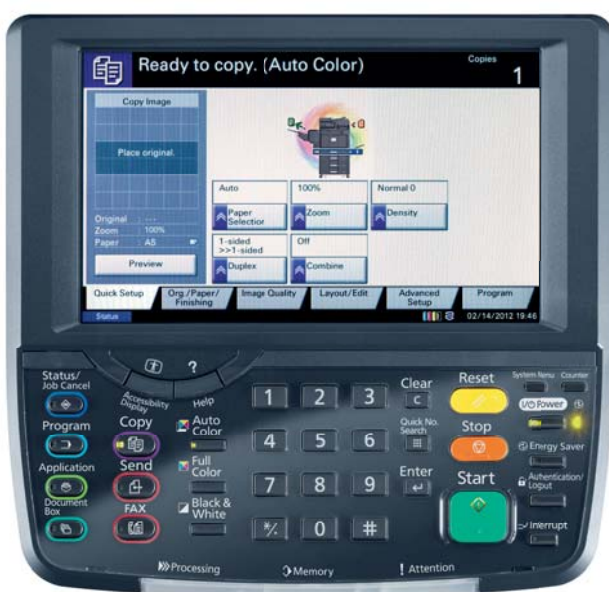 Ready to copy. (Auto Color)
Copies
1
Copy Image
Place original.
Original : ---
Zoom : 100%
Paper : A5
Preview
Auto
Paper
Selection
100%
Zoom
Normal 0
Density
1-sided
>>1-sided
Duplex
Off
Combine
Quick Setup
Org./Paper/
Finishing
Image Quality
Layout/Edit
Advanced
Setup
Program
Status
02/14/2012 19:46
Status/
Job Cancel
Accessibility
Display
?
Help
Program
Copy
Auto
Color
Application
Send
Full
Color
Document
Box
FAX
Black &
White
1
2
3
4
5
6
7
8
9
*/.
0
#
Clear
C
Quick No.
Search
Enter
Reset
Stop
Start
System Menu
Counter
Power
Energy Saver
Authentication/
Logout
Interrupt
Processing
Memory
! Attention